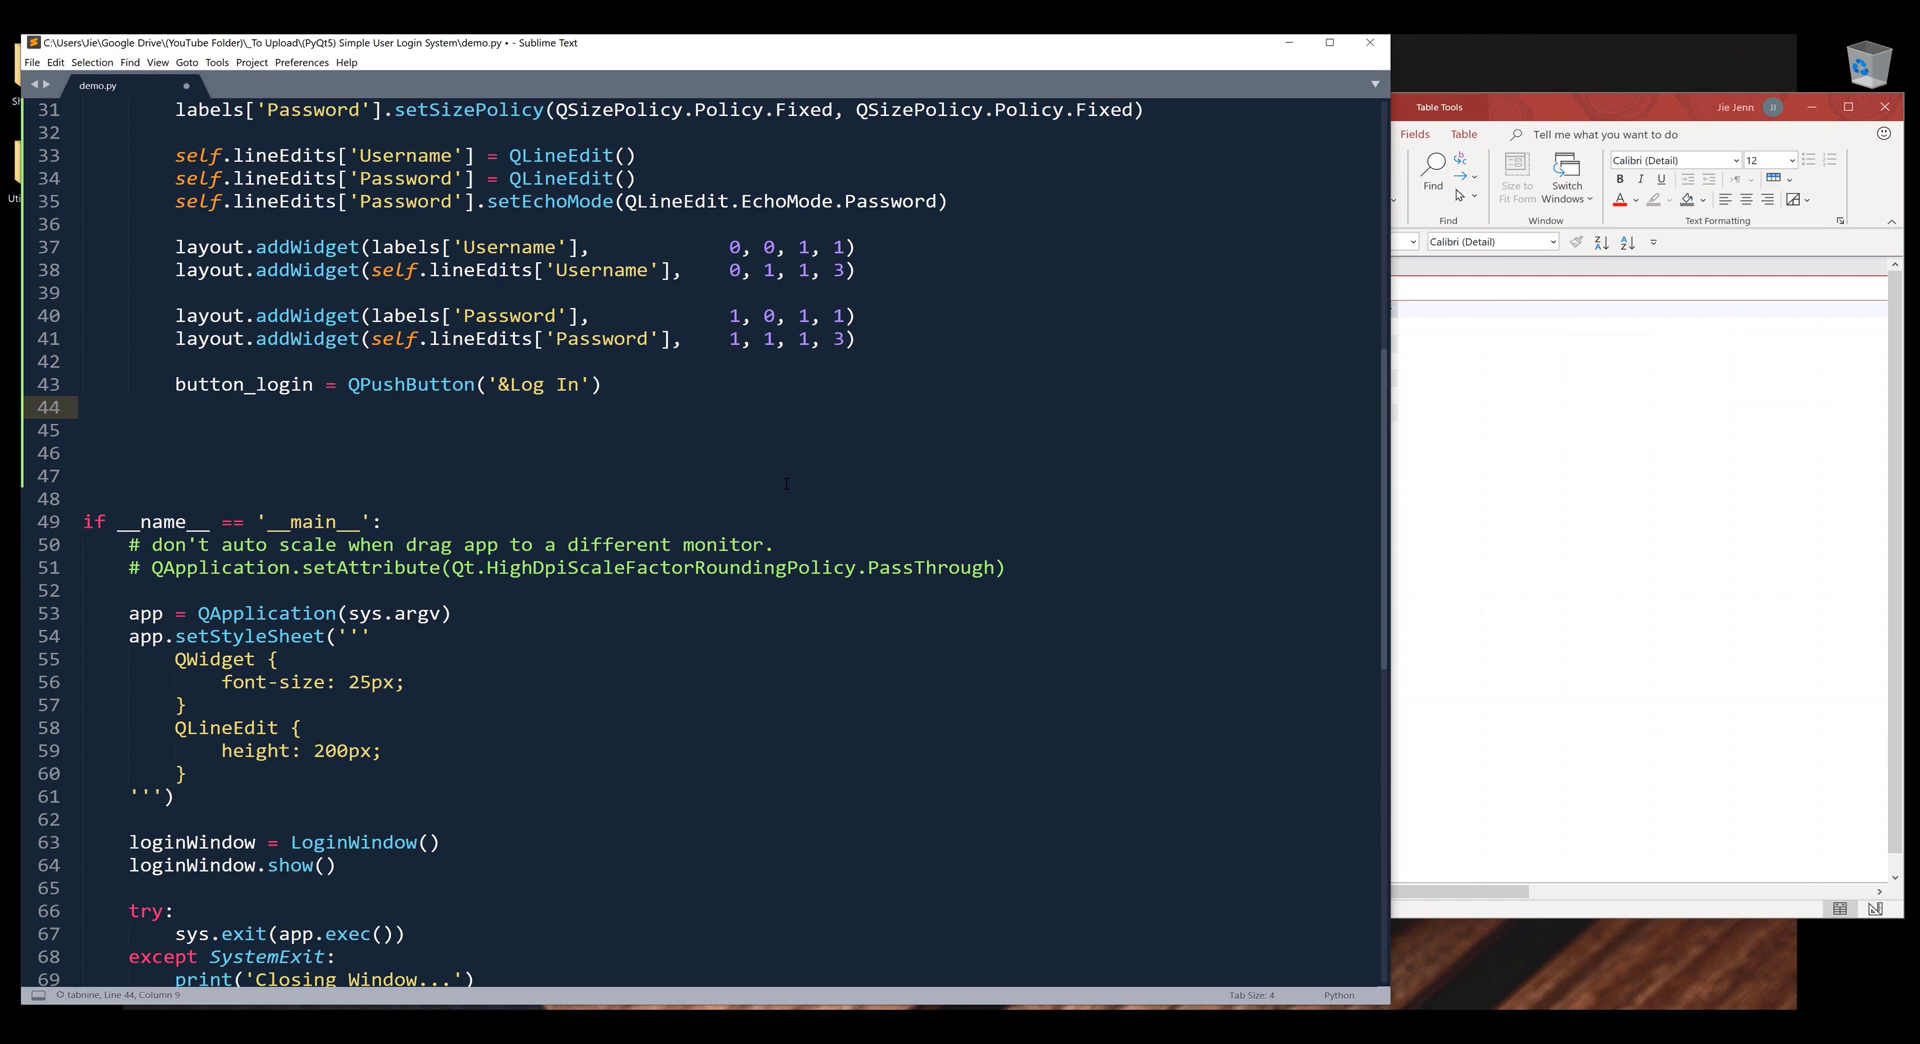 C:\Users\Jie\Google Drive\(YouTube Folder)\_To Upload\(PyQt5) Simple User Login System\demo.py • - Sublime Text
File Edit Selection Find View Goto Tools Project Preferences Help
demo.py
31 labels['Password'].setSizePolicy(QSizePolicy.Policy.Fixed, QSizePolicy.Policy.Fixed)
32
33 self.lineEdits['Username'] = QLineEdit()
34 self.lineEdits['Password'] = QLineEdit()
35 self.lineEdits['Password'].setEchoMode(QLineEdit.EchoMode.Password)
36
37 layout.addWidget(labels['Username'], 0, 0, 1, 1)
38 layout.addWidget(self.lineEdits['Username'], 0, 1, 1, 3)
39
40 layout.addWidget(labels['Password'], 1, 0, 1, 1)
41 layout.addWidget(self.lineEdits['Password'], 1, 1, 1, 3)
42
43 button_login = QPushButton('&Log In')
44
45
46
47
48
49 if __name__ == '__main__':
50 # don't auto scale when drag app to a different monitor.
51 # QApplication.setAttribute(Qt.HighDpiScaleFactorRoundingPolicy.PassThrough)
52
53 app = QApplication(sys.argv)
54 app.setStyleSheet('''
55 QWidget {
56 font-size: 25px;
57 }
58 QLineEdit {
59 height: 200px;
60 }
61 ''')
62
63 loginWindow = LoginWindow()
64 loginWindow.show()
65
66 try:
67 sys.exit(app.exec())
68 except SystemExit:
69 print('Closing Window...')
tabnine, Line 44, Column 9
Tab Size: 4
Python
Table Tools
Jie Jenn JJ
Fields Table Tell me what you want to do
Find
Size to Fit Form
Switch Windows
Calibri (Detail) 12
B I U
Find Window Text Formatting
Calibri (Detail)